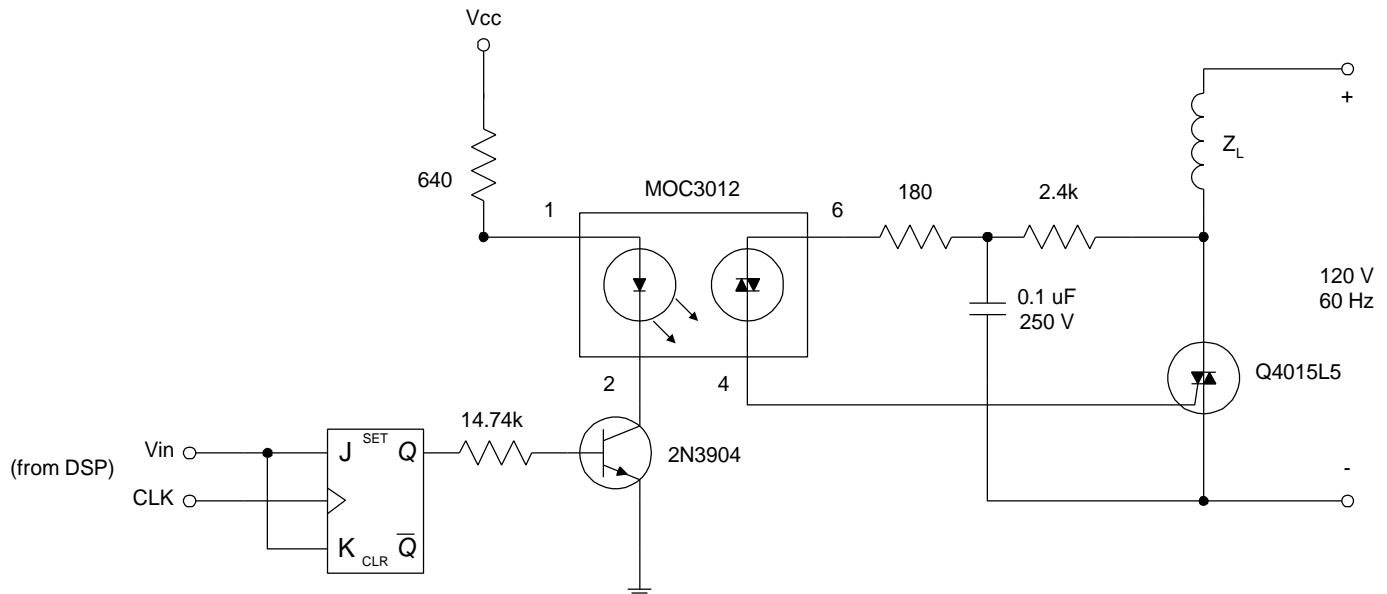 Vcc
+
Z_L
640
MOC3012
180
2.4k
1
6
120 V
60 Hz
0.1 uF
250 V
2
4
Q4015L5
14.74k
(from DSP)
Vin
J
SET
Q
2N3904
-
CLK
K
CLR
Q̅